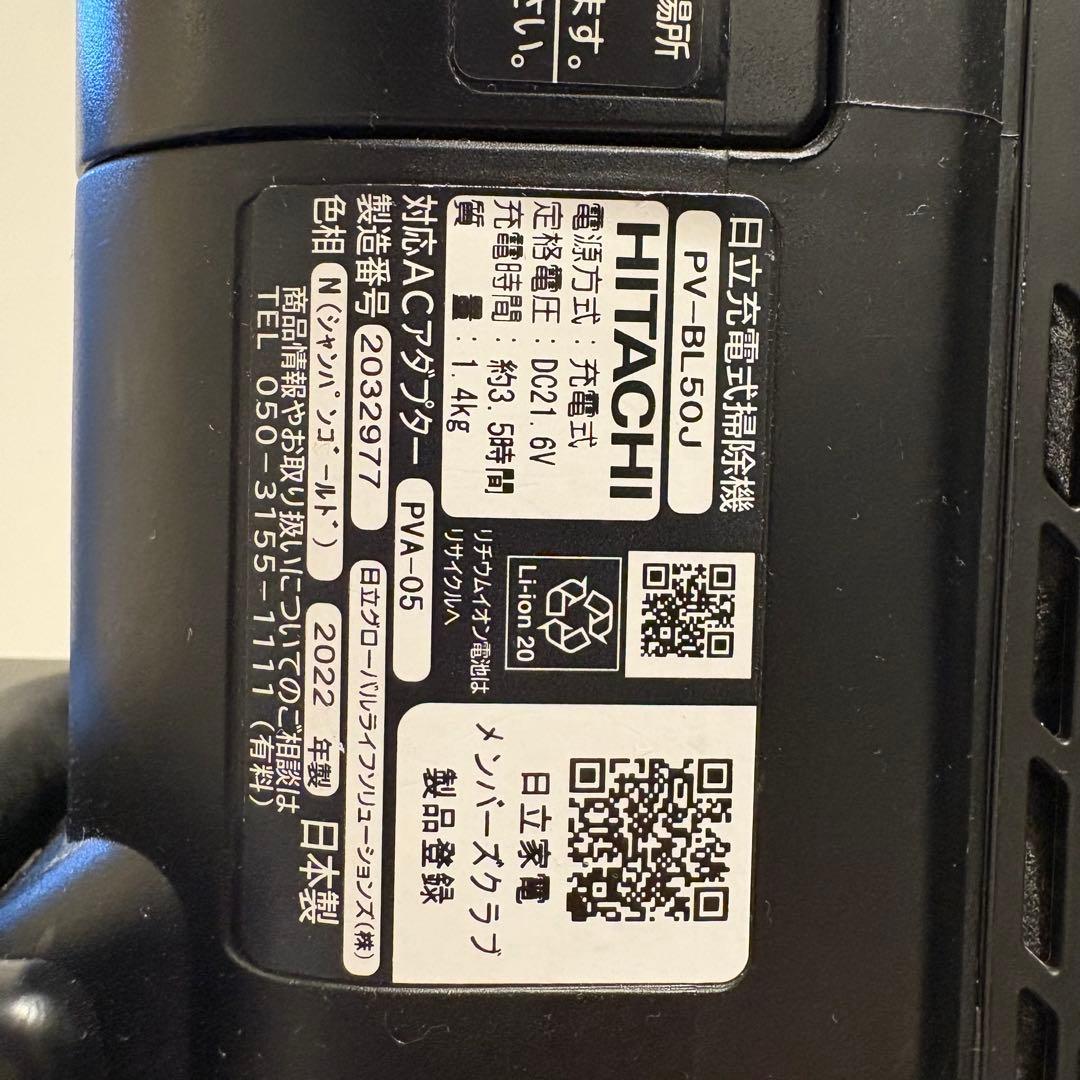 場所
ます。
さい。
日立充電式掃除機
PV-BL50J
HITACHI
電源方式：充電式
定格電圧：DC21.6V
充電時間：約3.5時間
質　　量：1.4kg
対応ACアダプター PVA-05
製造番号 2032977
色相 N(シャンパンゴールド)
Li-ion 20
リチウムイオン電池は
リサイクルへ
日立家電
メンバーズクラブ
製品登録
日立グローバルライフソリューションズ(株)
2022 年製 日本製
商品情報やお取り扱いについてのご相談は
TEL 050-3155-1111(有料)